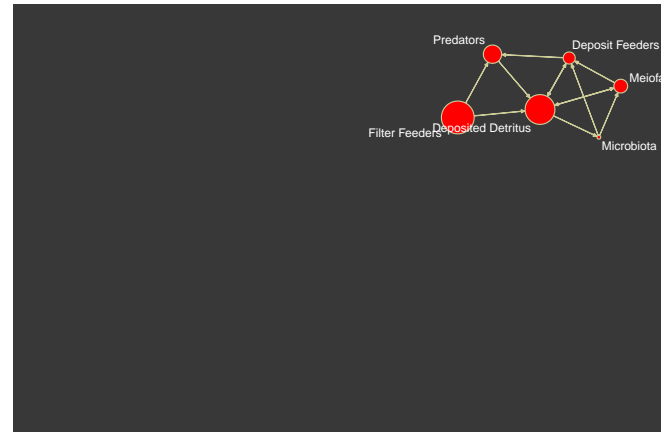 Predators
Deposit Feeders
Meiofa
Filter Feeders
Deposited Detritus
Microbiota